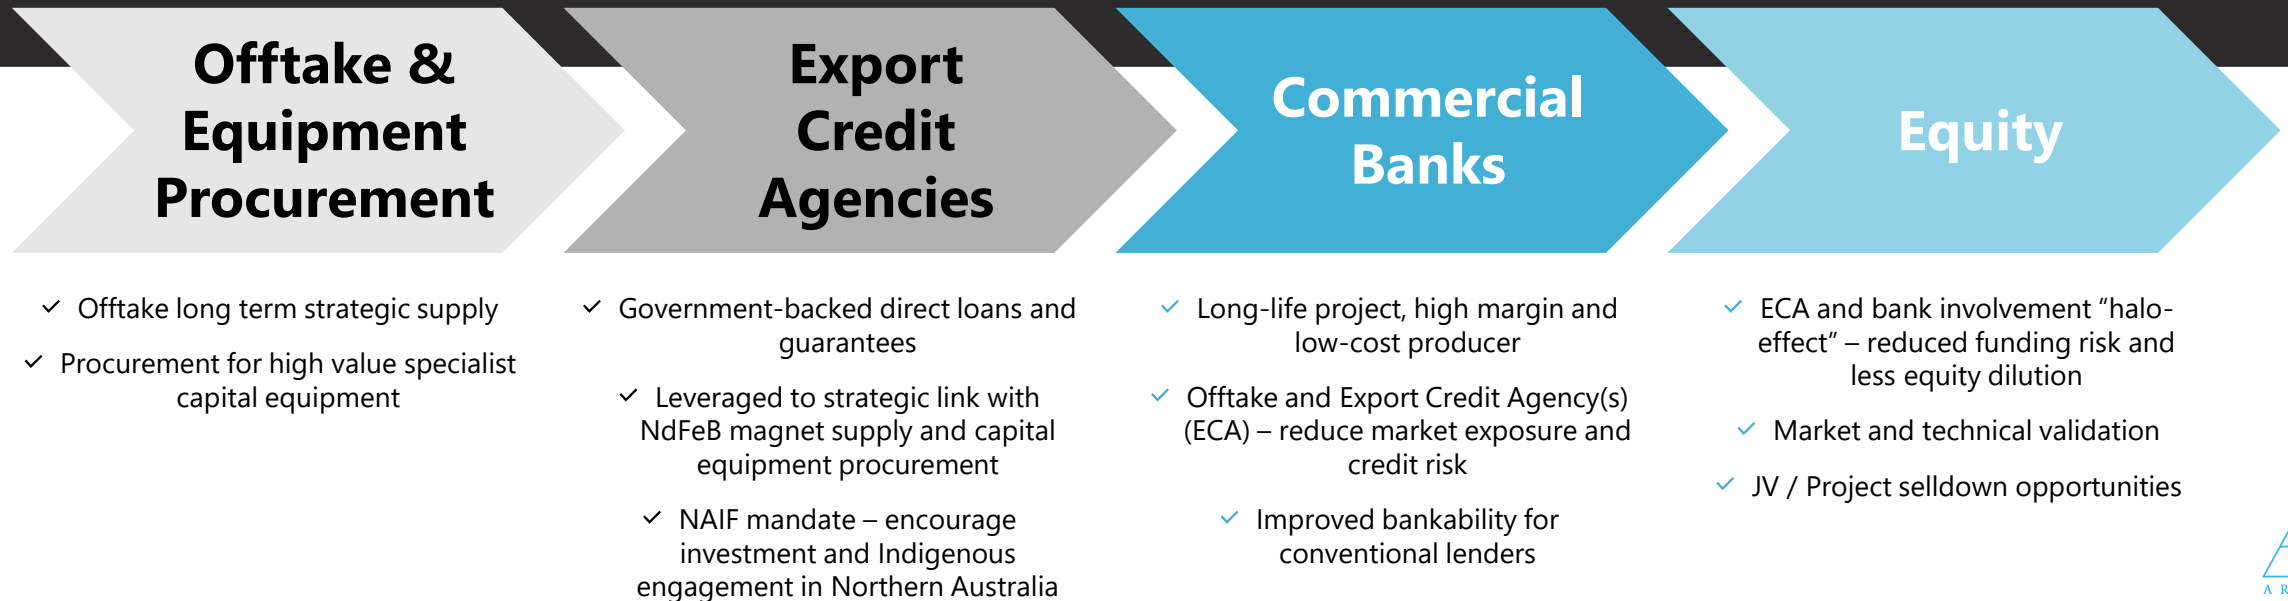 Offtake &
Equipment
Procurement
✓ Offtake long term strategic supply
✓ Procurement for high value specialist
capital equipment
Export
Credit
Agencies
✓ Government-backed direct loans and
guarantees
✓ Leveraged to strategic link with
NdFeB magnet supply and capital
equipment procurement
✓ NAIF mandate – encourage
investment and Indigenous
engagement in Northern Australia
Commercial
Banks
✓ Long-life project, high margin and
low-cost producer
✓ Offtake and Export Credit Agency(s)
(ECA) – reduce market exposure and
credit risk
✓ Improved bankability for
conventional lenders
Equity
✓ ECA and bank involvement “halo-
effect” – reduced funding risk and
less equity dilution
✓ Market and technical validation
✓ JV / Project selldown opportunities